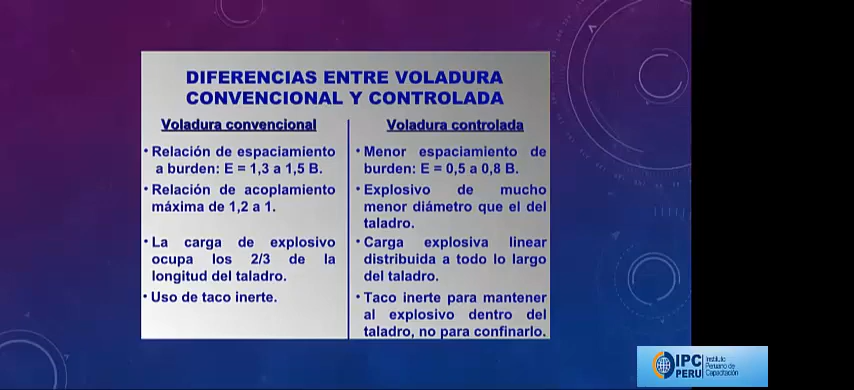 DIFERENCIAS ENTRE VOLADURA
CONVENCIONAL Y CONTROLADA
Voladura convencional
• Relación de espaciamiento
a burden: E = 1,3 a 1,5 B.
• Relación de acoplamiento
máxima de 1,2 a 1.
• La carga de explosivo
ocupa los 2/3 de la
longitud del taladro.
• Uso de taco inerte.
Voladura controlada
• Menor espaciamiento de
burden: E = 0,5 a 0,8 B.
• Explosivo de mucho
menor diámetro que el del
taladro.
• Carga explosiva linear
distribuida a todo lo largo
del taladro.
• Taco inerte para mantener
al explosivo dentro del
taladro, no para confinarlo.
IPC
PERU
Instituto
Peruano de
Capacitación